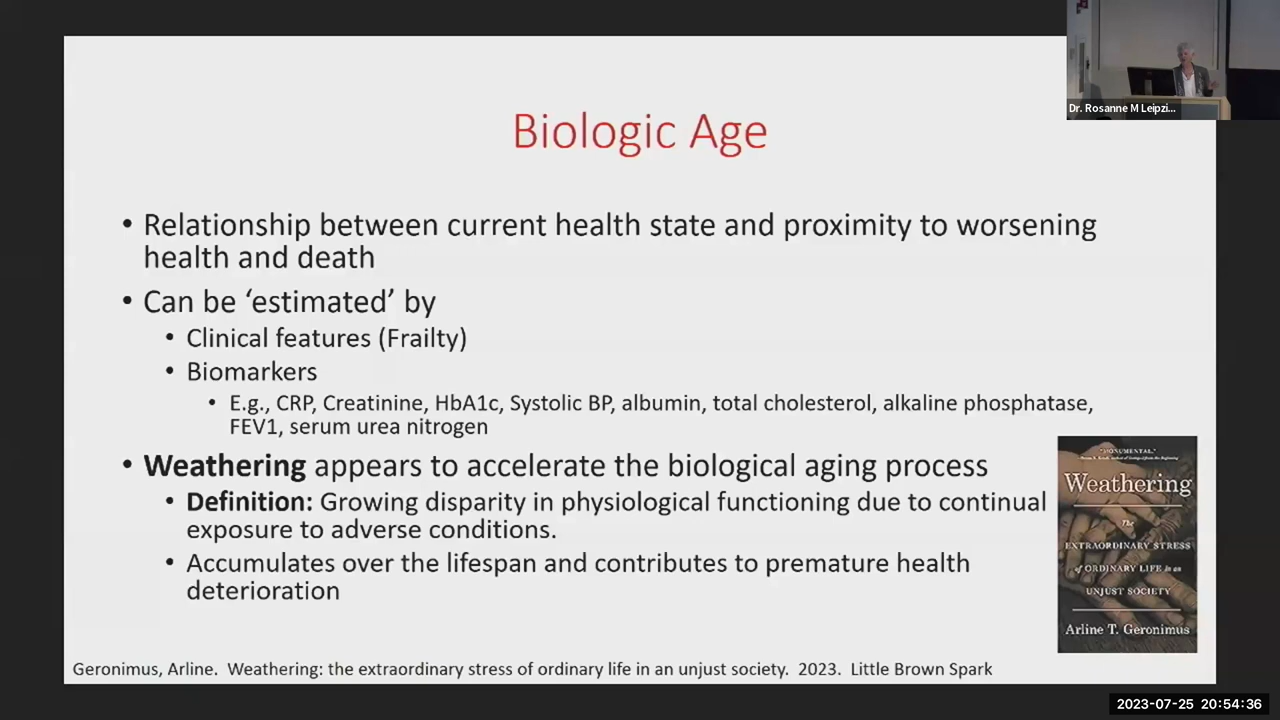 Dr. Rosanne M Leipzi...
Biologic Age
• Relationship between current health state and proximity to worsening
health and death
• Can be ‘estimated’ by
• Clinical features (Frailty)
• Biomarkers
• E.g., CRP, Creatinine, HbA1c, Systolic BP, albumin, total cholesterol, alkaline phosphatase,
FEV1, serum urea nitrogen
• Weathering appears to accelerate the biological aging process
• Definition: Growing disparity in physiological functioning due to continual
exposure to adverse conditions.
• Accumulates over the lifespan and contributes to premature health
deterioration
"MONUMENTAL."
Weathering
The
EXTRAORDINARY STRESS
of ORDINARY LIFE in an
UNJUST SOCIETY
Arline T. Geronimus
Geronimus, Arline. Weathering: the extraordinary stress of ordinary life in an unjust society. 2023. Little Brown Spark
2023-07-25 20:54:36